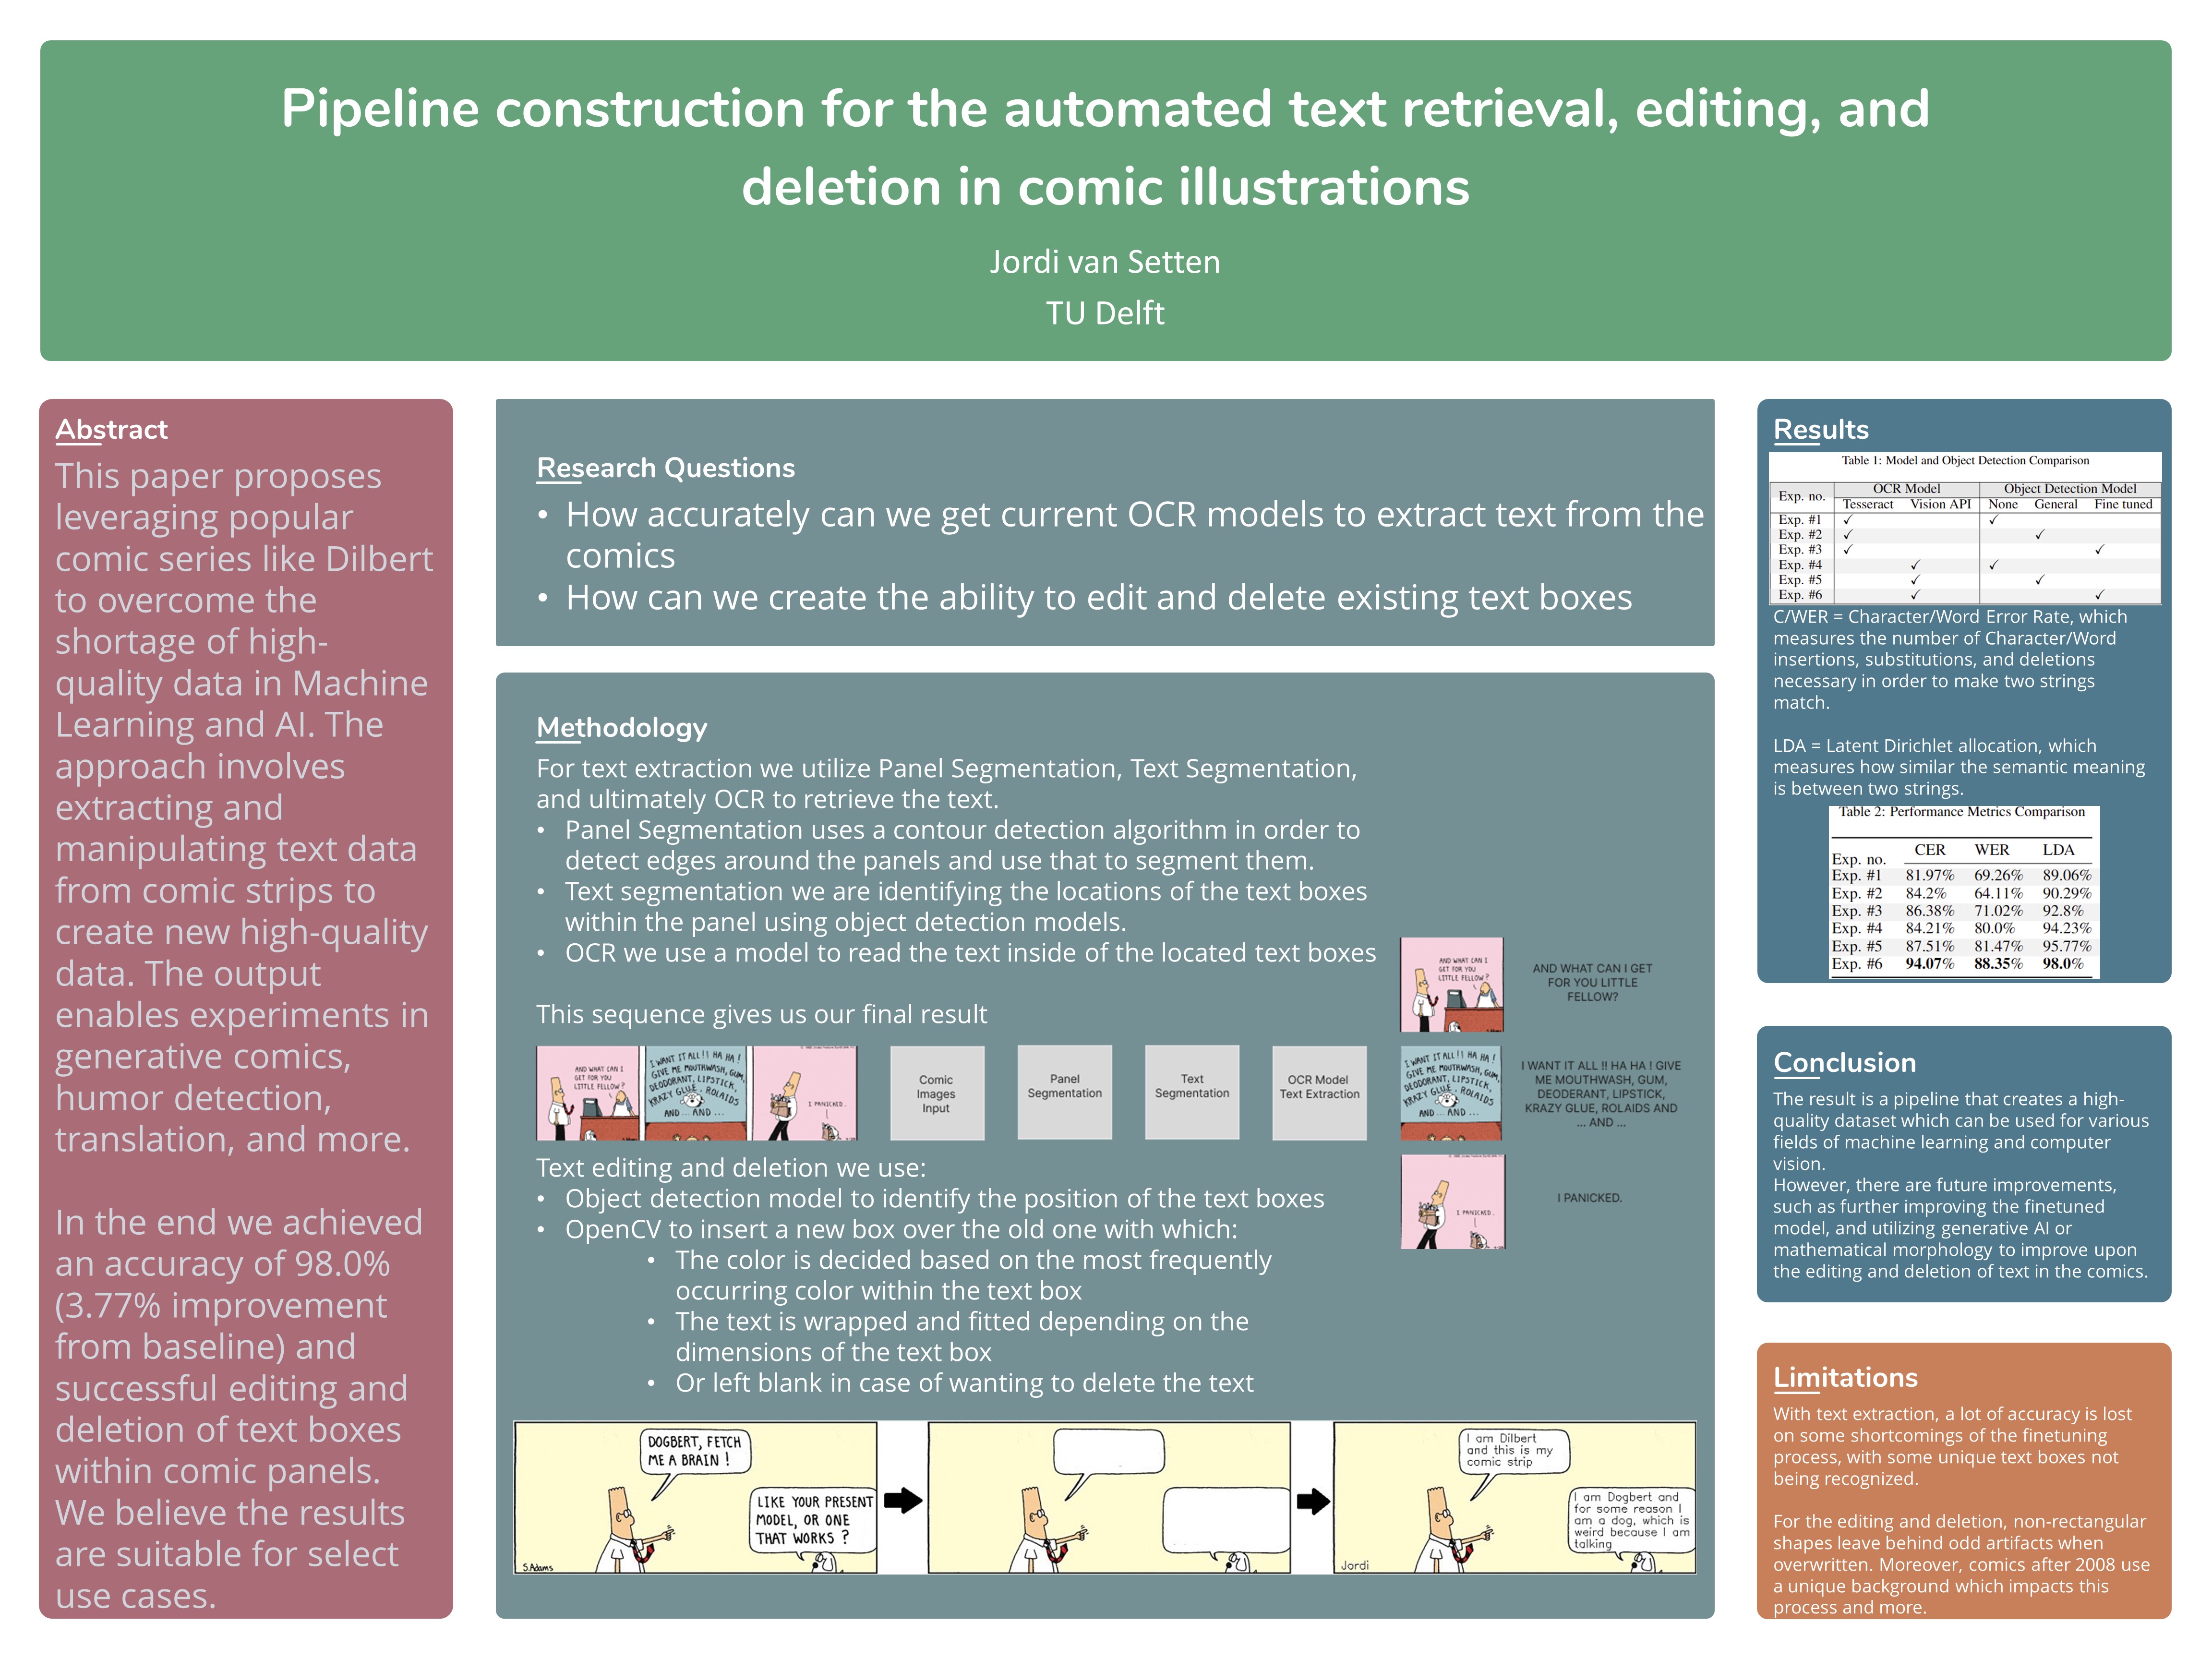 Pipeline construction for the automated text retrieval, editing, and
deletion in comic illustrations
Jordi van Setten
TU Delft
Abstract
This paper proposes
leveraging popular
comic series like Dilbert
to overcome the
shortage of high-
quality data in Machine
Learning and AI. The
approach involves
extracting and
manipulating text data
from comic strips to
create new high-quality
data. The output
enables experiments in
generative comics,
humor detection,
translation, and more.
In the end we achieved
an accuracy of 98.0%
(3.77% improvement
from baseline) and
successful editing and
deletion of text boxes
within comic panels.
We believe the results
are suitable for select
use cases.
Research Questions
• How accurately can we get current OCR models to extract text from the
comics
• How can we create the ability to edit and delete existing text boxes
Methodology
For text extraction we utilize Panel Segmentation, Text Segmentation,
and ultimately OCR to retrieve the text.
• Panel Segmentation uses a contour detection algorithm in order to
detect edges around the panels and use that to segment them.
• Text segmentation we are identifying the locations of the text boxes
within the panel using object detection models.
• OCR we use a model to read the text inside of the located text boxes
This sequence gives us our final result
AND WHAT CAN I
GET FOR YOU
LITTLE FELLOW?
I WANT IT ALL!! HA HA!
GIVE ME MOUTHWASH, GUM,
DEODORANT, LIPSTICK,
KRAZY GLUE, ROLAIDS
AND ... AND ...
I PANICKED.
Comic
Images
Input
Panel
Segmentation
Text
Segmentation
OCR Model
Text Extraction
AND WHAT CAN I
GET FOR YOU
LITTLE FELLOW?
AND WHAT CAN I GET
FOR YOU LITTLE
FELLOW?
I WANT IT ALL!! HA HA!
GIVE ME MOUTHWASH, GUM,
DEODORANT, LIPSTICK,
KRAZY GLUE, ROLAIDS
AND ... AND ...
I WANT IT ALL !! HA HA ! GIVE
ME MOUTHWASH, GUM,
DEODERANT, LIPSTICK,
KRAZY GLUE, ROLAIDS AND
... AND ...
I PANICKED.
I PANICKED.
Text editing and deletion we use:
• Object detection model to identify the position of the text boxes
• OpenCV to insert a new box over the old one with which:
• The color is decided based on the most frequently
occurring color within the text box
• The text is wrapped and fitted depending on the
dimensions of the text box
• Or left blank in case of wanting to delete the text
DOGBERT, FETCH
ME A BRAIN!
LIKE YOUR PRESENT
MODEL, OR ONE
THAT WORKS?
S.Adams
I am Dilbert
and this is my
comic strip
I am Dogbert and
for some reason I
am a dog, which is
weird because I am
talking
Jordi
Results
Table 1: Model and Object Detection Comparison
Exp. no. OCR Model Object Detection Model
Tesseract Vision API None General Fine tuned
Exp. #1 ✓ ✓
Exp. #2 ✓ ✓
Exp. #3 ✓ ✓
Exp. #4 ✓ ✓
Exp. #5 ✓ ✓
Exp. #6 ✓ ✓
C/WER = Character/Word Error Rate, which
measures the number of Character/Word
insertions, substitutions, and deletions
necessary in order to make two strings
match.
LDA = Latent Dirichlet allocation, which
measures how similar the semantic meaning
is between two strings.
Table 2: Performance Metrics Comparison
Exp. no. CER WER LDA
Exp. #1 81.97% 69.26% 89.06%
Exp. #2 84.2% 64.11% 90.29%
Exp. #3 86.38% 71.02% 92.8%
Exp. #4 84.21% 80.0% 94.23%
Exp. #5 87.51% 81.47% 95.77%
Exp. #6 94.07% 88.35% 98.0%
Conclusion
The result is a pipeline that creates a high-
quality dataset which can be used for various
fields of machine learning and computer
vision.
However, there are future improvements,
such as further improving the finetuned
model, and utilizing generative AI or
mathematical morphology to improve upon
the editing and deletion of text in the comics.
Limitations
With text extraction, a lot of accuracy is lost
on some shortcomings of the finetuning
process, with some unique text boxes not
being recognized.
For the editing and deletion, non-rectangular
shapes leave behind odd artifacts when
overwritten. Moreover, comics after 2008 use
a unique background which impacts this
process and more.